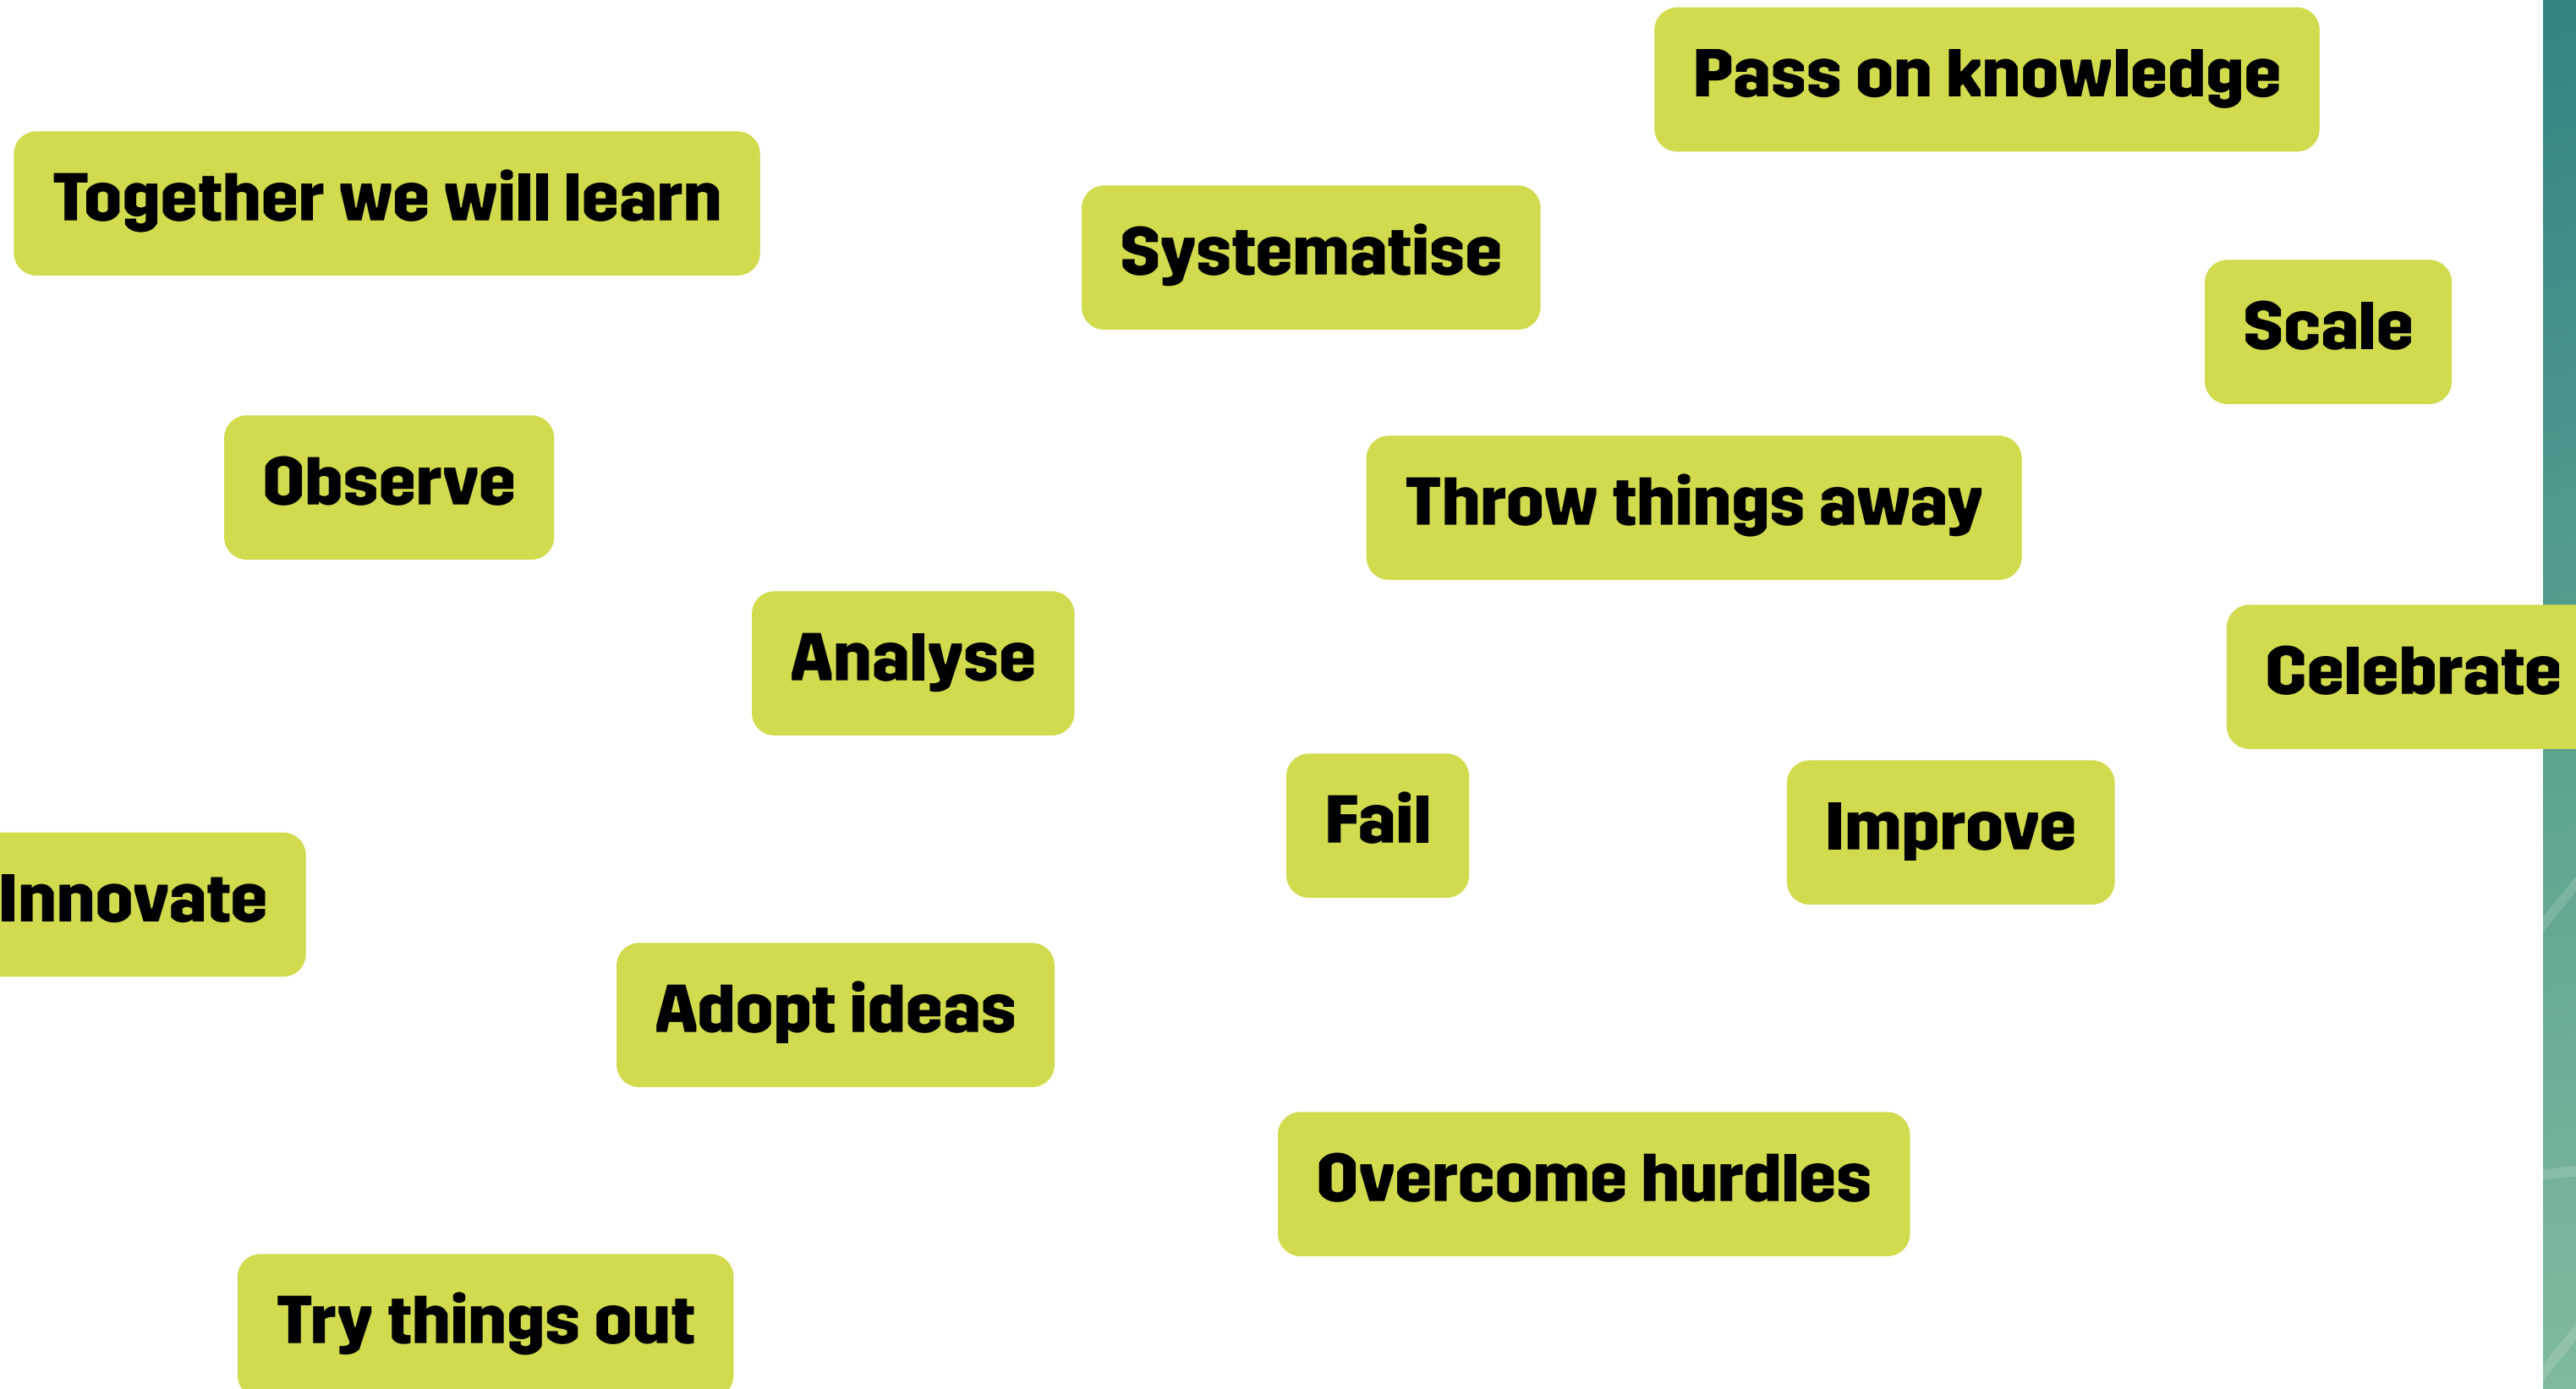 Pass on knowledge
Together we will learn
Systematise
Scale
Observe
Throw things away
Analyse
Celebrate
Fail
Improve
Innovate
Adopt ideas
Overcome hurdles
Try things out